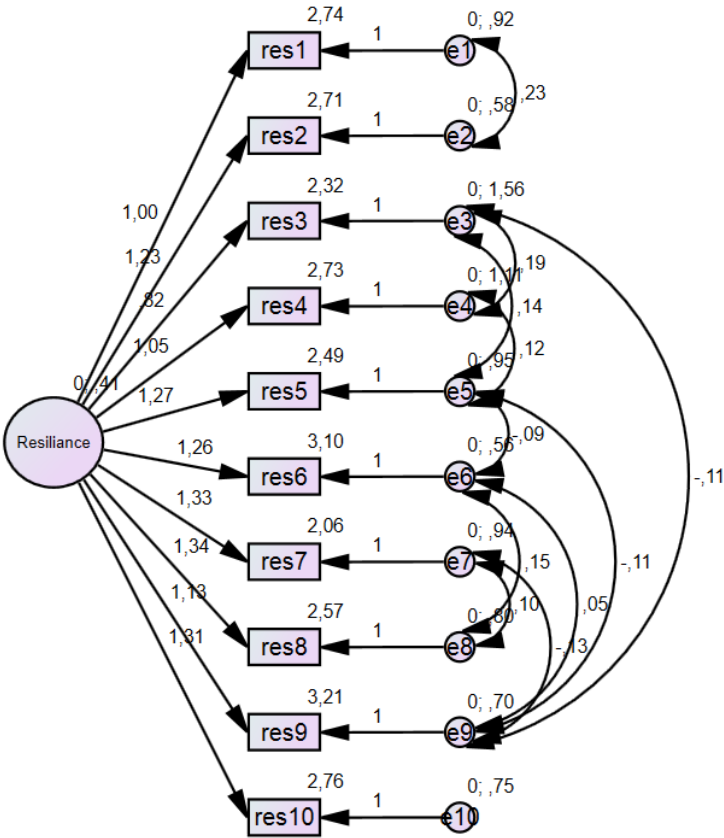 2,74
0; ,92
res1
1
e1
,23
2,71
0; ,58
res2
1
e2
2,32
0; 1,56
res3
1
e3
1,00
,19
1,23
2,73
0; 1,11
,82
res4
1
e4
,14
1,05
,12
2,49
0; ,95
0; ,41
1,27
res5
1
e5
Resiliance
1,26
3,10
0; ,56
-,09
res6
1
e6
-,11
1,33
2,06
0; ,94
1,34
res7
1
e7
,15
-,11
1,13
2,57
0; ,80
,10
,05
1,31
res8
1
e8
-,13
3,21
0; ,70
res9
1
e9
2,76
0; ,75
res10
1
e10